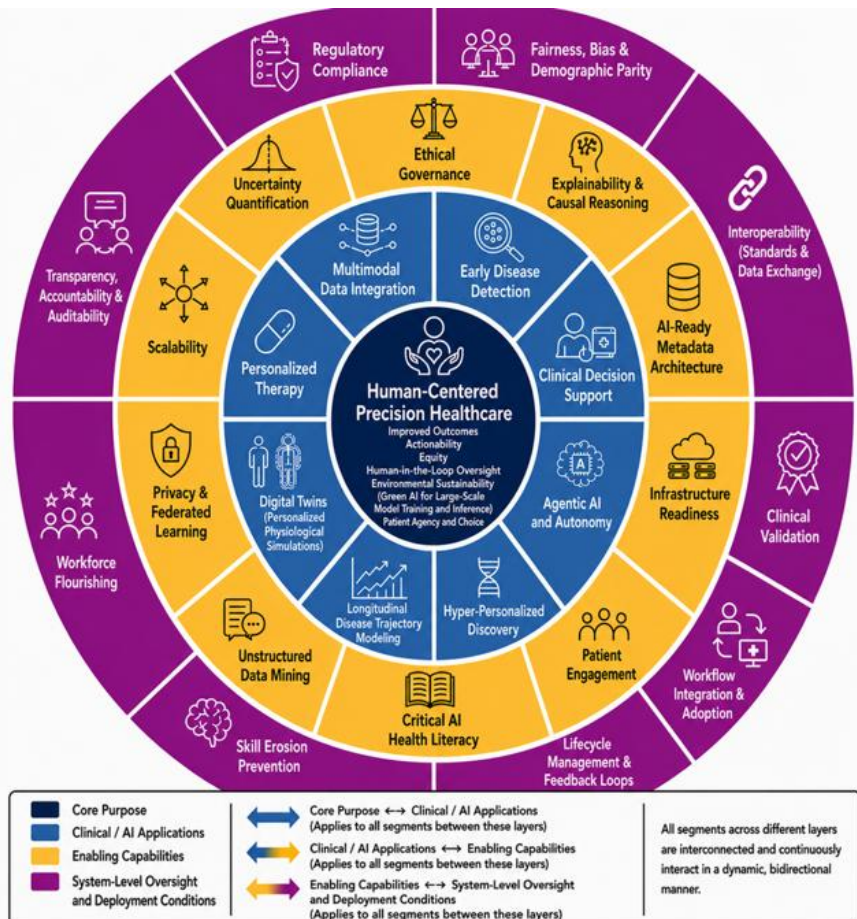 Regulatory
Compliance
Fairness, Bias &
Demographic Parity
Interoperability
(Standards &
Data Exchange)
Clinical
Validation
Workflow
Integration &
Adoption
Lifecycle
Management &
Feedback Loops
Skill Erosion
Prevention
Workforce
Flourishing
Transparency,
Accountability &
Auditability
Ethical
Governance
Explainability &
Causal Reasoning
AI-Ready
Metadata
Architecture
Infrastructure
Readiness
Patient
Engagement
Critical AI
Health Literacy
Unstructured
Data Mining
Privacy &
Federated
Learning
Scalability
Uncertainty
Quantification
Multimodal
Data Integration
Early Disease
Detection
Clinical Decision
Support
A
Agentic AI
and Autonomy
Hyper-Personalized
Discovery
Longitudinal
Disease Trajectory
Modeling
Digital Twins
(Personalized
Physiological
Simulations)
Personalized
Therapy
Human-Centered
Precision Healthcare
Improved Outcomes
Actionability
Equity
Human-in-the-Loop Oversight
Environmental Sustainability
(Green AI for Large-Scale
Model Training and Inference)
Patient Agency and Choice
Core Purpose
Clinical / AI Applications
Enabling Capabilities
System-Level Oversight
and Deployment Conditions
Core Purpose ←→ Clinical / AI Applications
(Applies to all segments between these layers)
Clinical / AI Applications ←→ Enabling Capabilities
(Applies to all segments between these layers)
Enabling Capabilities ←→ System-Level Oversight
and Deployment Conditions
(Applies to all segments between these layers)
All segments across different layers
are interconnected and continuously
interact in a dynamic, bidirectional
manner.